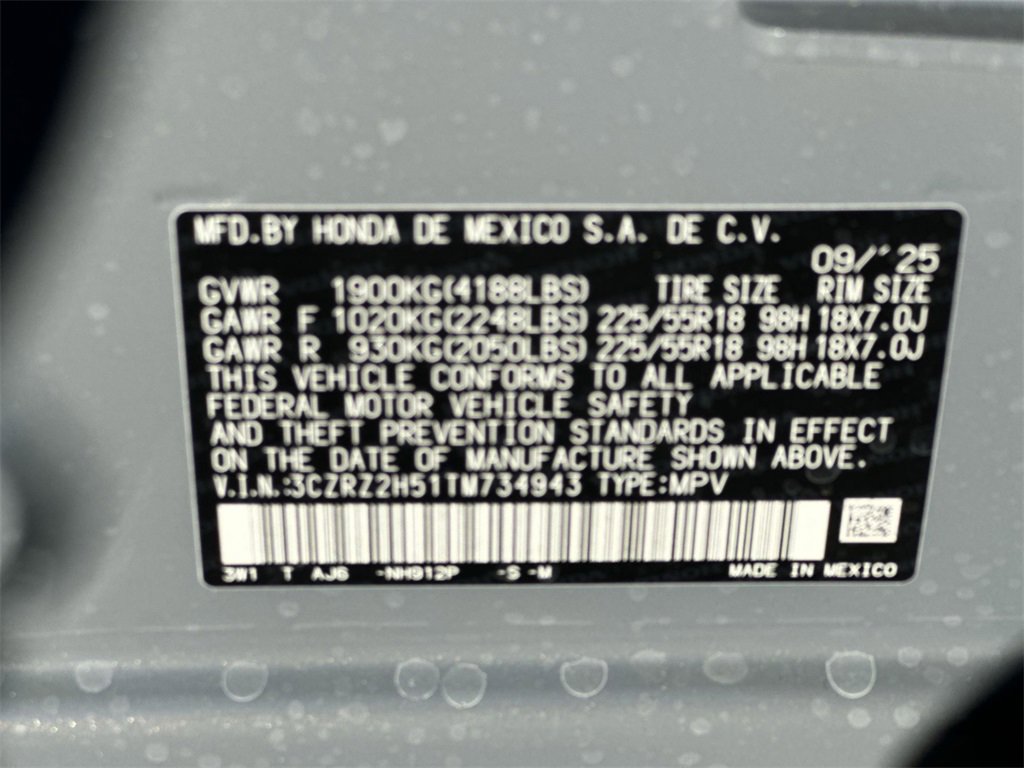 MFD.BY HONDA DE MEXICO S.A. DE C.V.
09/`25
GVWR 1900KG(4188LBS) TIRE SIZE RIM SIZE
GAWR F 1020KG(2248LBS) 225/55R18 98H 18X7.0J
GAWR R 930KG(2050LBS) 225/55R18 98H 18X7.0J
THIS VEHICLE CONFORMS TO ALL APPLICABLE
FEDERAL MOTOR VEHICLE SAFETY
AND THEFT PREVENTION STANDARDS IN EFFECT
ON THE DATE OF MANUFACTURE SHOWN ABOVE.
V.I.N.:3CZRZ2H51TM734943 TYPE:MPV
3W1 T AJ6 -NH912P -S -M MADE IN MEXICO